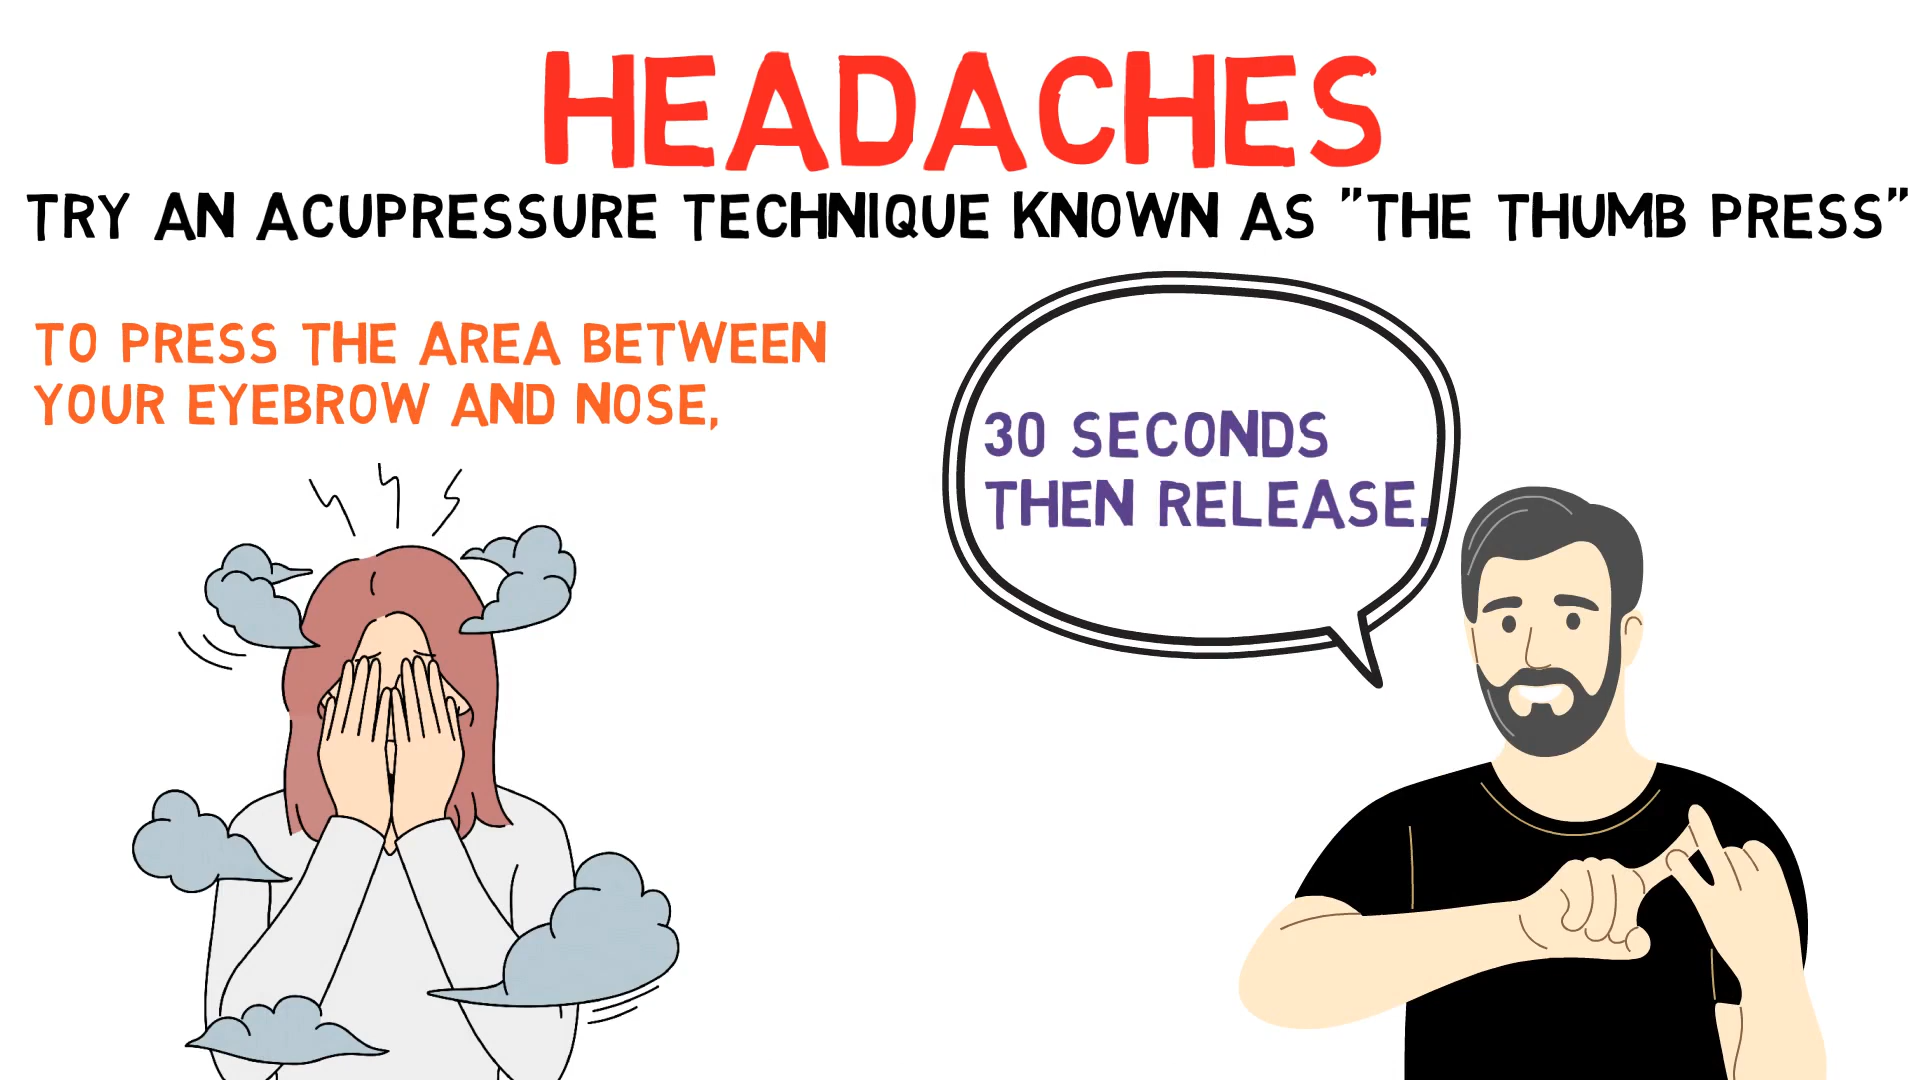 HEADACHES
TRY AN ACUPRESSURE TECHNIQUE KNOWN AS "THE THUMB PRESS"
TO PRESS THE AREA BETWEEN
YOUR EYEBROW AND NOSE,
30 SECONDS
THEN RELEASE.